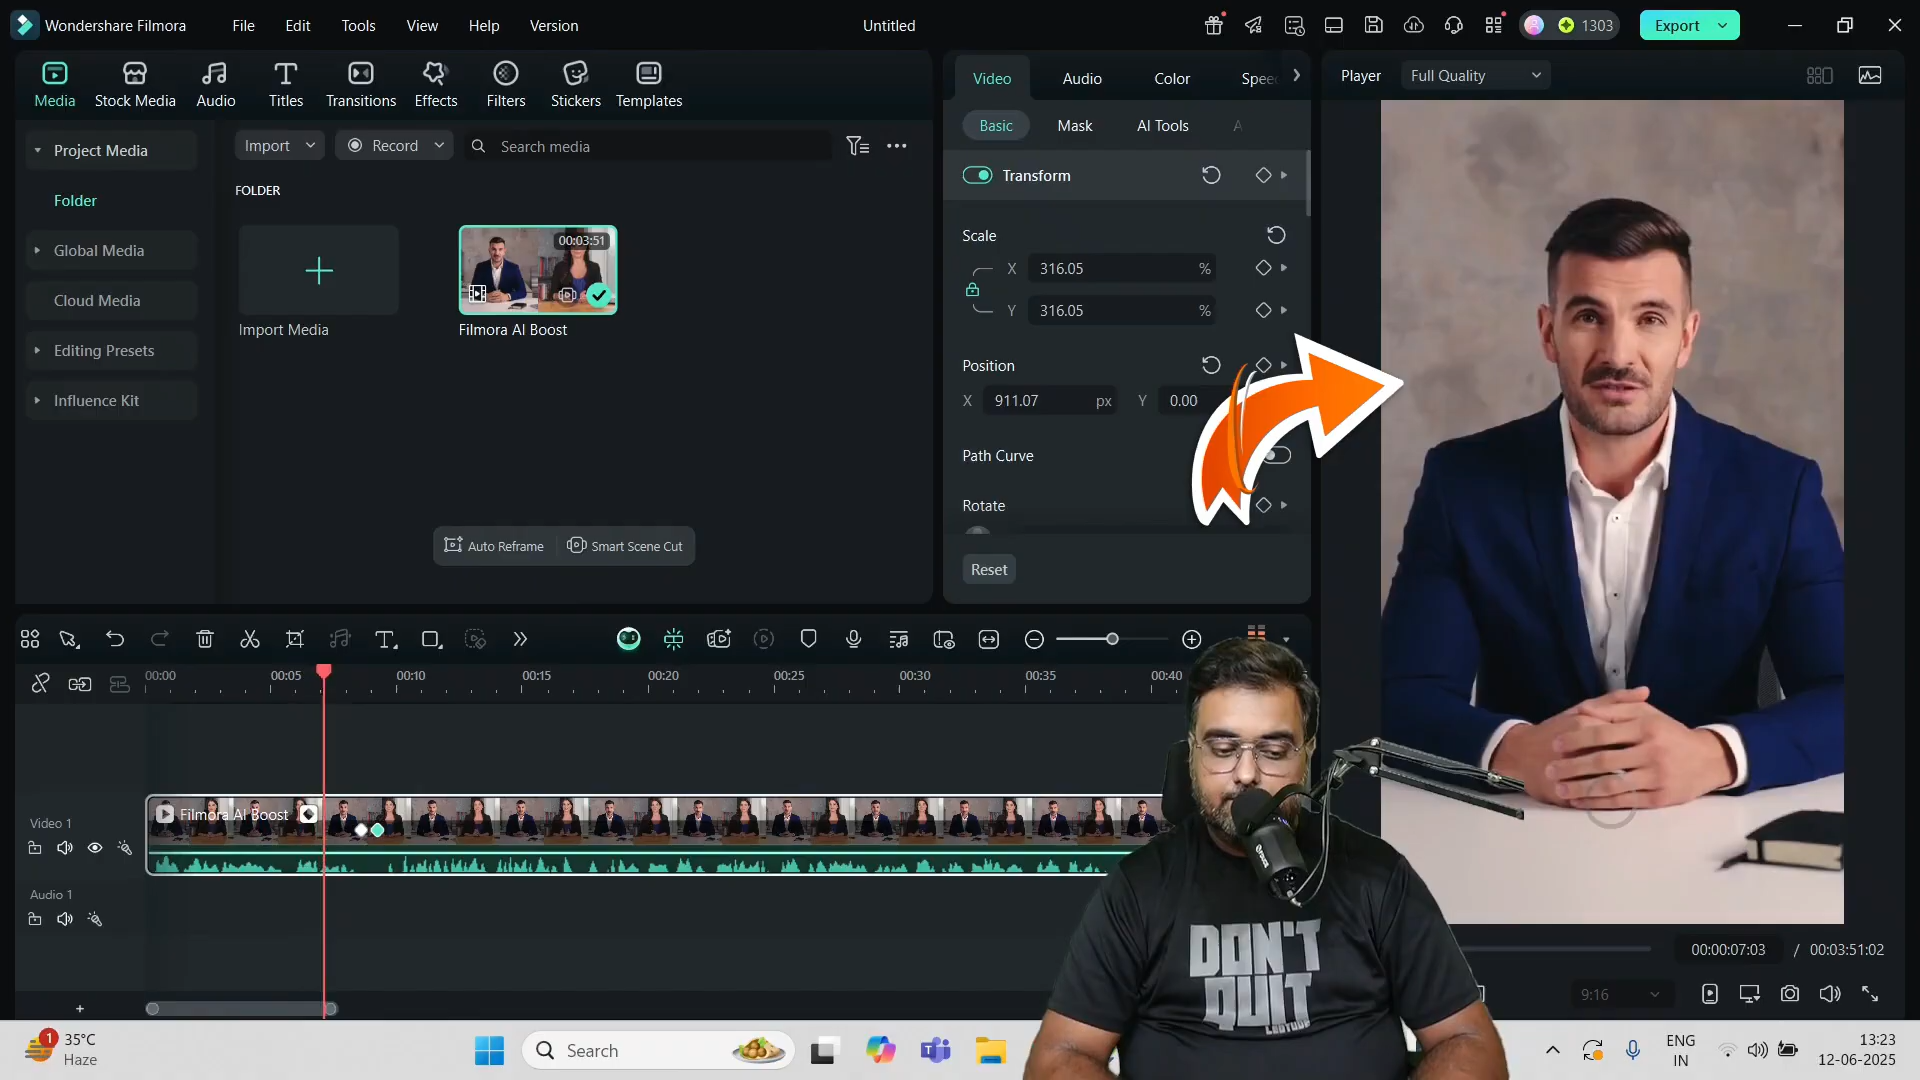 Wondershare Filmora
File
Edit
Tools
View
Help
Version
Untitled
1303
Export
Media
Stock Media
Audio
Titles
Transitions
Effects
Filters
Stickers
Templates
Project Media
Folder
Global Media
Cloud Media
Editing Presets
Influence Kit
Import
Record
Search media
FOLDER
Import Media
00:03:51
Filmora AI Boost
Auto Reframe
Smart Scene Cut
Video
Audio
Color
Basic
Mask
AI Tools
A
Transform
Scale
X 316.05 %
Y 316.05 %
Position
X 911.07 px Y 0.00
Path Curve
Rotate
Reset
Player
Full Quality
00:00:07:03 / 00:03:51:02
9:16
00:00
00:05
00:10
00:15
00:20
00:25
00:30
00:35
00:40
Video 1
Filmora AI Boost
Audio 1
DON'T
QUIT
35°C
Haze
1
Search
ENG
IN
13:23
12-06-2025